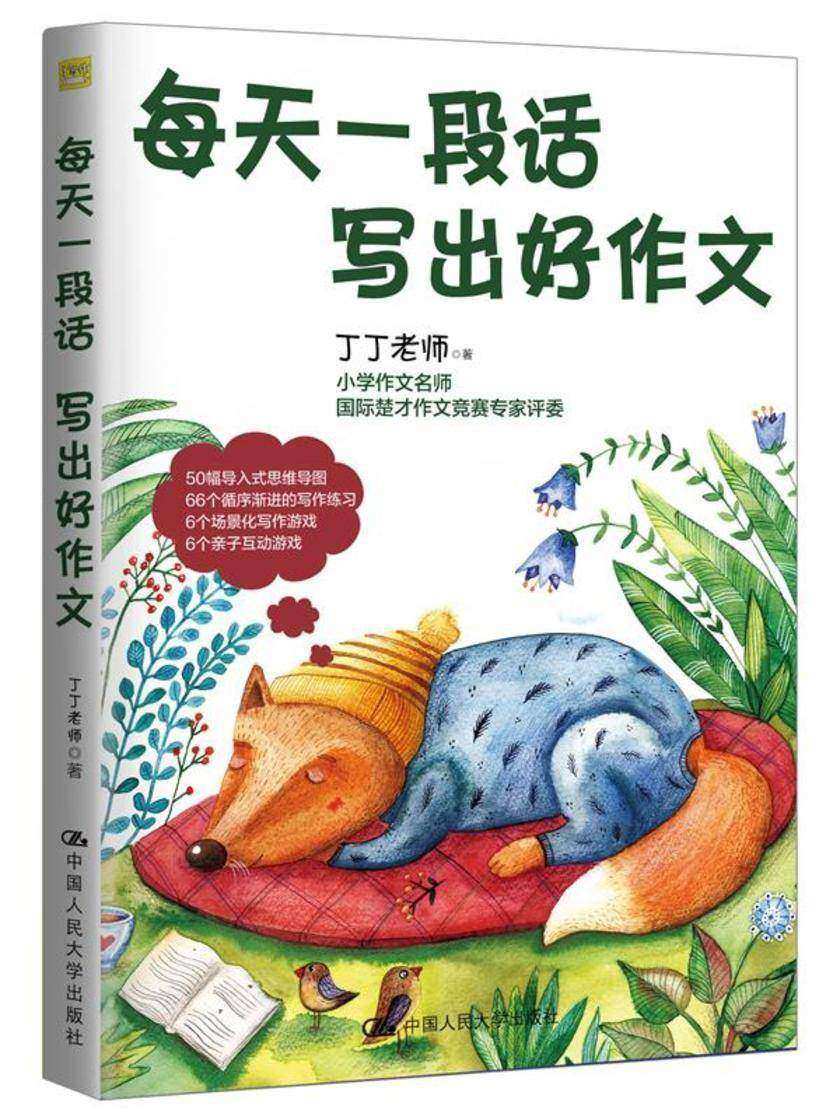 每天一段话
写出好作文
丁丁老师◎著
小学作文名师
国际楚才作文竞赛专家评委
50幅导入式思维导图
66个循序渐进的写作练习
6个场景化写作游戏
6个亲子互动游戏
中国人民大学出版社
每天一段话 写出好作文
丁丁老师◎著
中国人民大学出版社